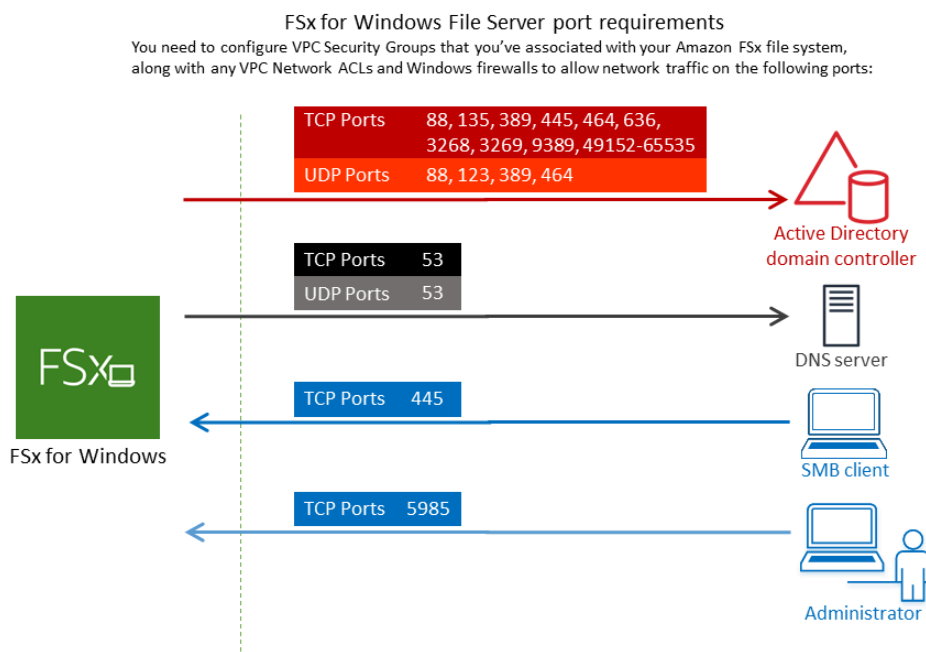 FSx for Windows File Server port requirements
You need to configure VPC Security Groups that you've associated with your Amazon FSx file system,
along with any VPC Network ACLs and Windows firewalls to allow network traffic on the following ports:
TCP Ports 88, 135, 389, 445, 464, 636,
3268, 3269, 9389, 49152-65535
UDP Ports 88, 123, 389, 464
Active Directory
domain controller
TCP Ports 53
UDP Ports 53
DNS server
FSx
FSx for Windows
TCP Ports 445
SMB client
TCP Ports 5985
Administrator